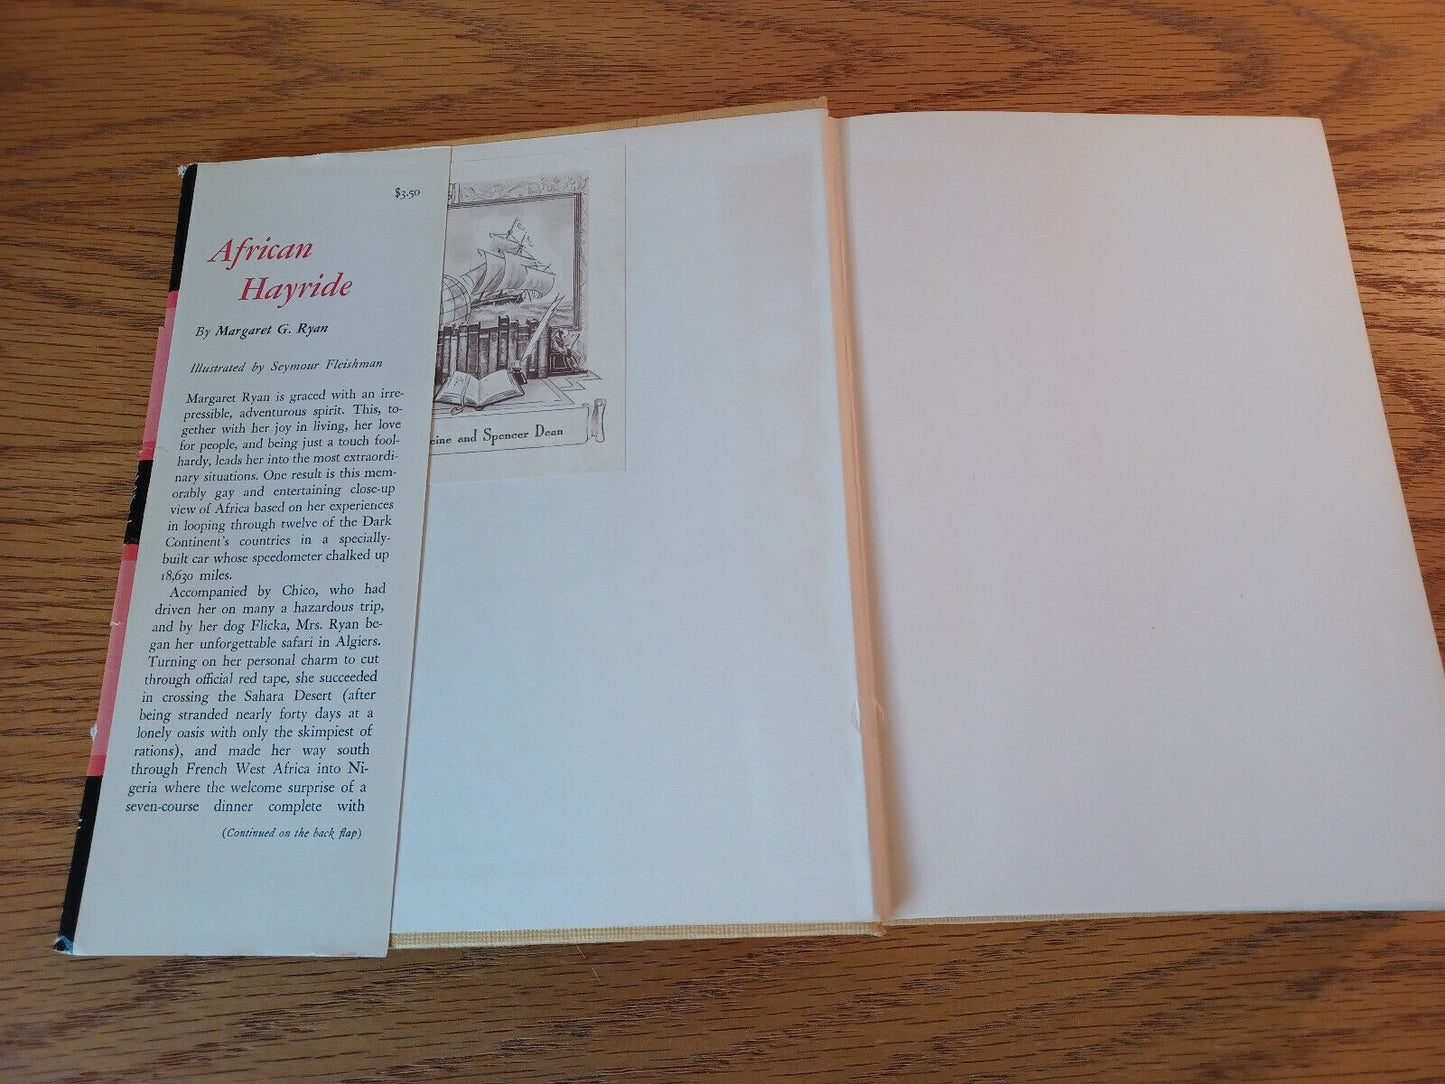 $3.50
African
Hayride
By Margaret G. Ryan
Illustrated by Seymour Fleishman
Margaret Ryan is graced with an irre-
pressible, adventurous spirit. This, to-
gether with her joy in living, her love
for people, and being just a touch fool-
hardy, leads her into the most extraordi-
nary situations. One result is this mem-
orably gay and entertaining close-up
view of Africa based on her experiences
in looping through twelve of the Dark
Continent's countries in a specially-
built car whose speedometer chalked up
18,630 miles.
Accompanied by Chico, who had
driven her on many a hazardous trip,
and by her dog Flicka, Mrs. Ryan be-
gan her unforgettable safari in Algiers.
Turning on her personal charm to cut
through official red tape, she succeeded
in crossing the Sahara Desert (after
being stranded nearly forty days at a
lonely oasis with only the skimpiest of
rations), and made her way south
through French West Africa into Ni-
geria where the welcome surprise of a
seven-course dinner complete with
(Continued on the back flap)
eine and Spencer Dean